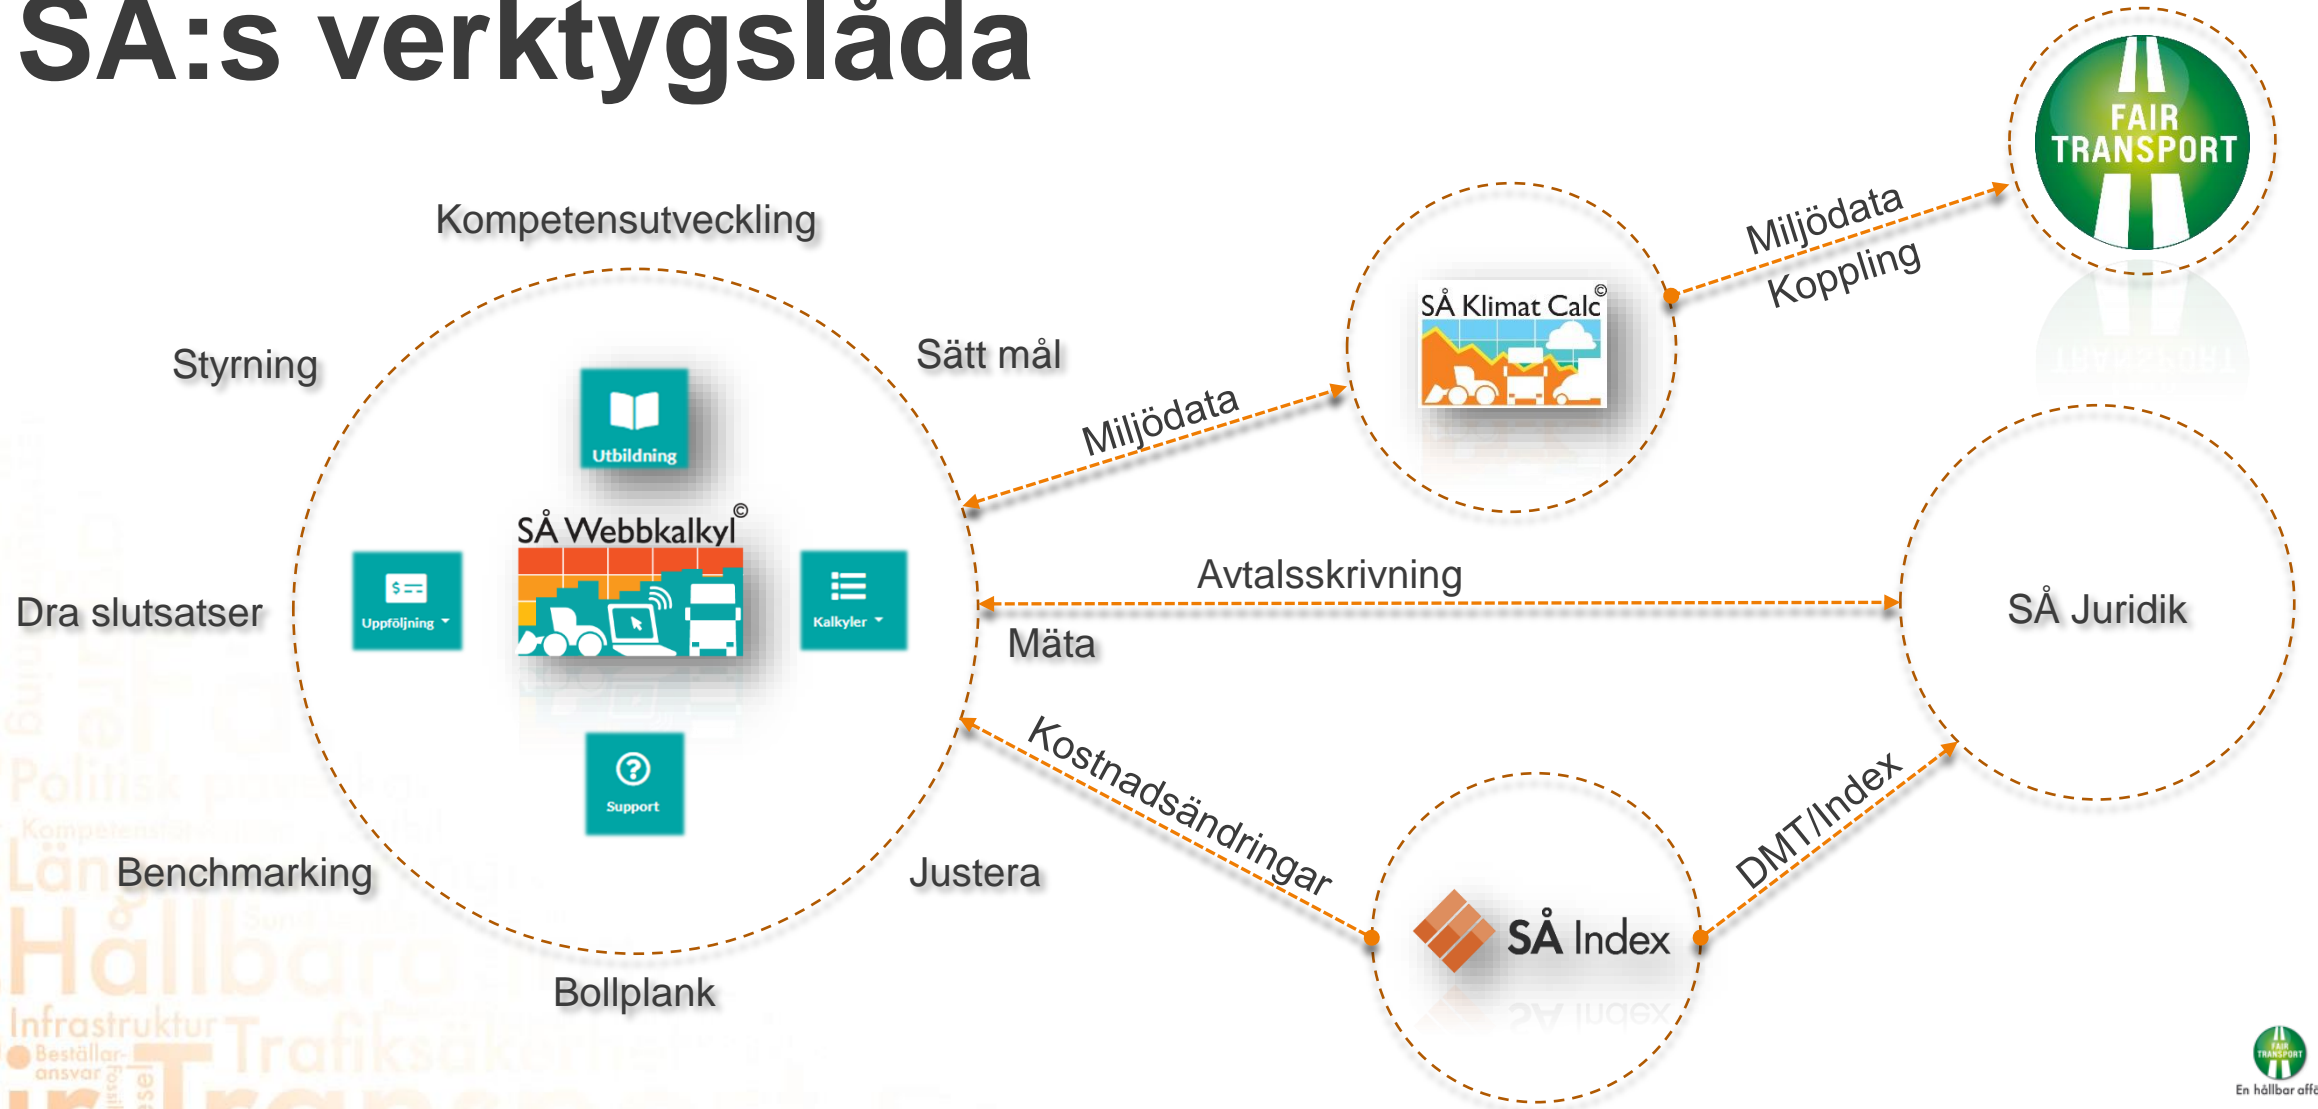 SÅ:s verktygslåda
FAIR
TRANSPORT
Kompetensutveckling
Miljödata
Koppling
Styrning
Sätt mål
SÅ Klimat Calc©
Utbildning
Miljödata
SÅ Webbkalkyl©
Avtalsskrivning
Dra slutsatser
Uppföljning
Kalkyler
Mäta
SÅ Juridik
Support
Kostnadsändringar
DMT/Index
Benchmarking
Justera
SÅ Index
Bollplank
Politisk
Hållbara
Infrastruktur
Trafiksäkerhet
Beställar-
ansvar
FAIR
TRANSPORT
En hållbar affä